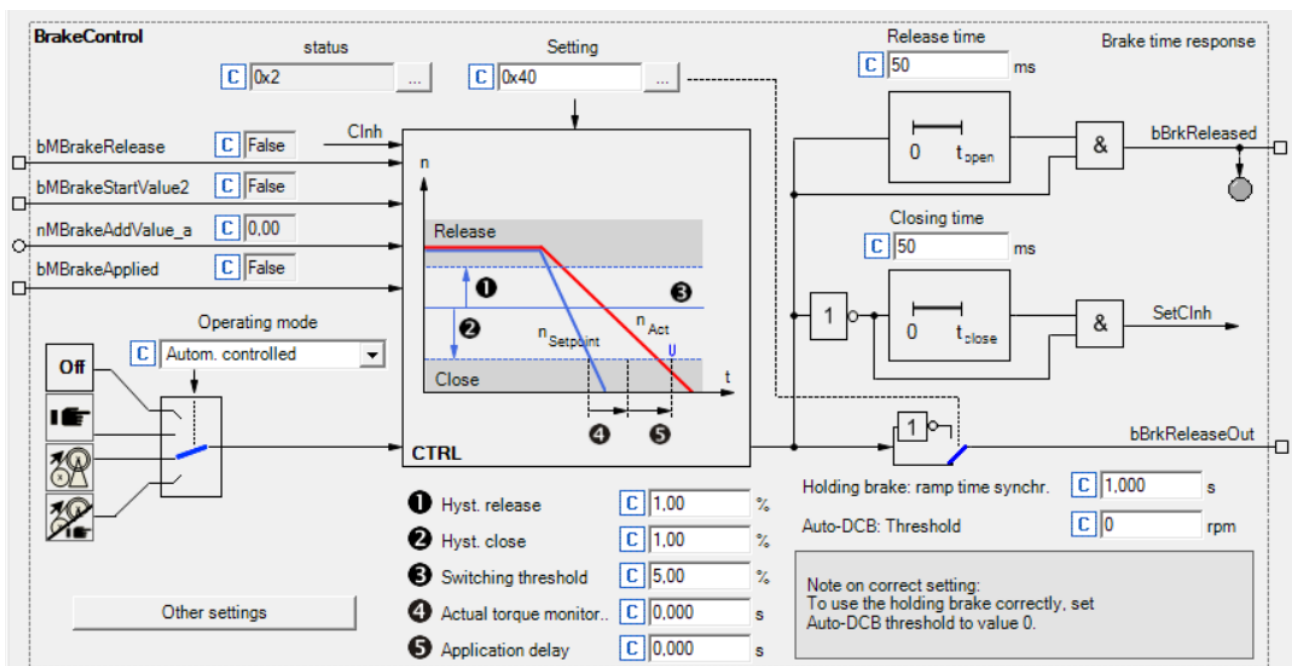 BrakeControl
status
Setting
Release time
Brake time response
C 0x2 ...
C 0x40 ...
C 50 ms
bMBrakeRelease C False
CInh
bMBrakeStartValue2 C False
nMBrakeAddValue_a C 0,00
bMBrakeApplied C False
n
Release
1
3
2
nSetpoint
nAct
Close
t
4
5
CTRL
0 topen
&
bBrkReleased
Closing time
C 50 ms
1
0 tclose
&
SetCInh
1
bBrkReleaseOut
Operating mode
C Autom. controlled
Off
Holding brake: ramp time synchr. C 1,000 s
Auto-DCB: Threshold C 0 rpm
1 Hyst. release C 1,00 %
2 Hyst. close C 1,00 %
3 Switching threshold C 5,00 %
4 Actual torque monitor.. C 0,000 s
5 Application delay C 0,000 s
Other settings
Note on correct setting:
To use the holding brake correctly, set
Auto-DCB threshold to value 0.